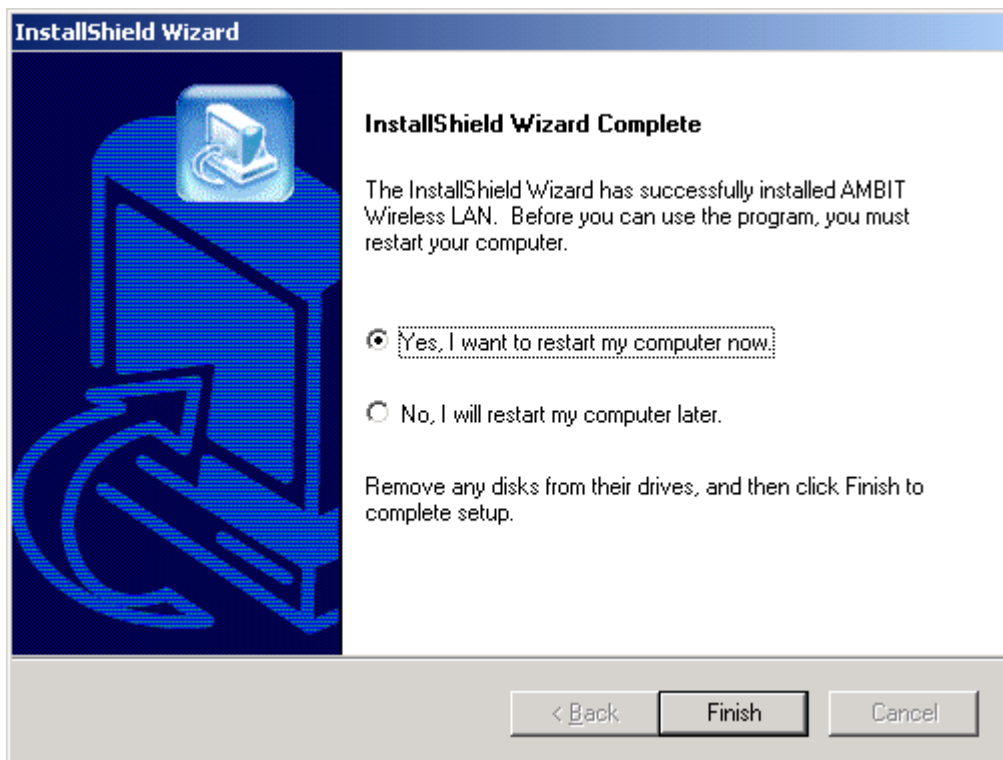 InstallShield Wizard
InstallShield Wizard Complete
The InstallShield Wizard has successfully installed AMBIT
Wireless LAN.  Before you can use the program, you must
restart your computer.
Yes, I want to restart my computer now.
No, I will restart my computer later.
Remove any disks from their drives, and then click Finish to
complete setup.
< Back
Finish
Cancel